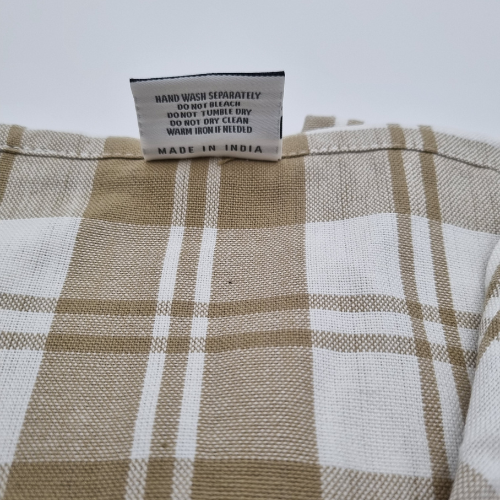 HAND WASH SEPARATELY
DO NOT BLEACH
DO NOT TUMBLE DRY
DO NOT DRY CLEAN
WARM IRON IF NEEDED
MADE IN INDIA